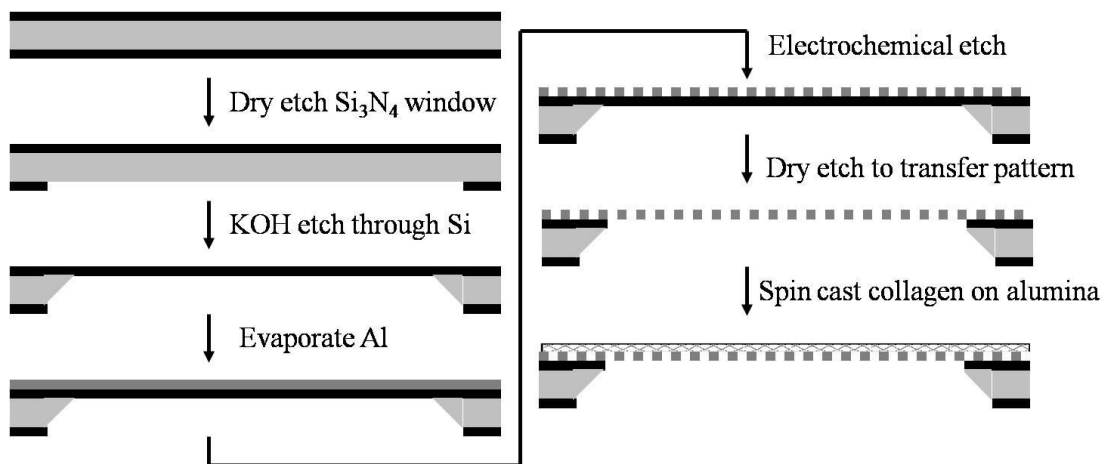 Dry etch Si₃N₄ window
KOH etch through Si
Evaporate Al
Electrochemical etch
Dry etch to transfer pattern
Spin cast collagen on alumina